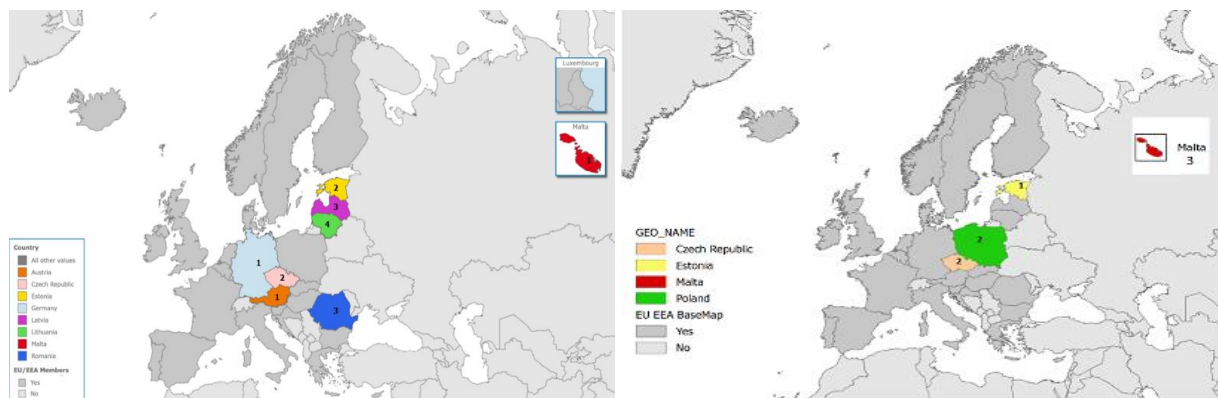 Luxembourg
Malta
3
2
3
4
1
2
1
3
Country
All other values
Austria
Czech Republic
Estonia
Germany
Latvia
Lithuania
Malta
Romania
EU/EEA Members
Yes
No
Malta
3
1
2
2
GEO_NAME
Czech Republic
Estonia
Malta
Poland
EU EEA BaseMap
Yes
No